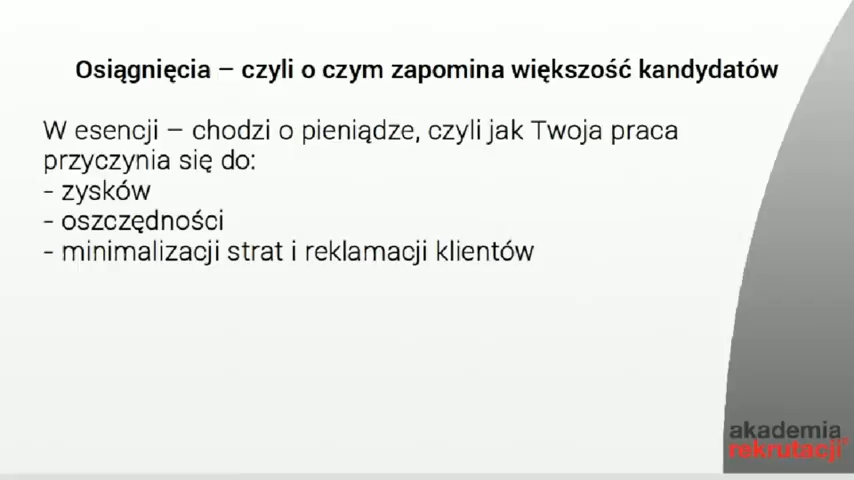 Osiągnięcia – czyli o czym zapomina większość kandydatów
W esencji – chodzi o pieniądze, czyli jak Twoja praca
przyczynia się do:
- zysków
- oszczędności
- minimalizacji strat i reklamacji klientów
akademia
rekrutacji